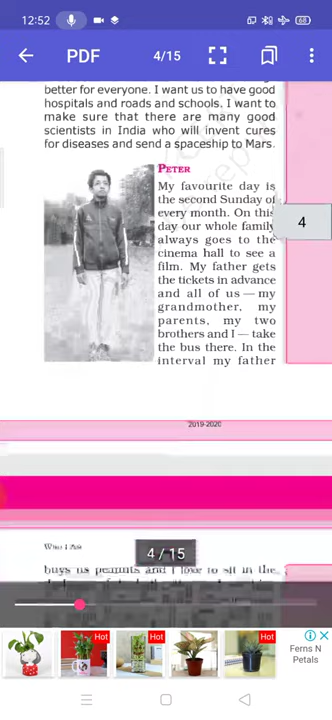 12:52
68
PDF
4/15
better for everyone. I want us to have good
hospitals and roads and schools. I want to
make sure that there are many good
scientists in India who will invent cures
for diseases and send a spaceship to Mars.
PETER
My favourite day is
the second Sunday of
every month. On this
day our whole family
always goes to the
cinema hall to see a
film. My father gets
the tickets in advance
and all of us — my
grandmother, my
parents, my two
brothers and I — take
the bus there. In the
interval my father
4
2019-2020
WHO I AM
4 / 15
buys us peanuts and I love to sit in the
Hot
Hot
Hot
Ferns N
Petals